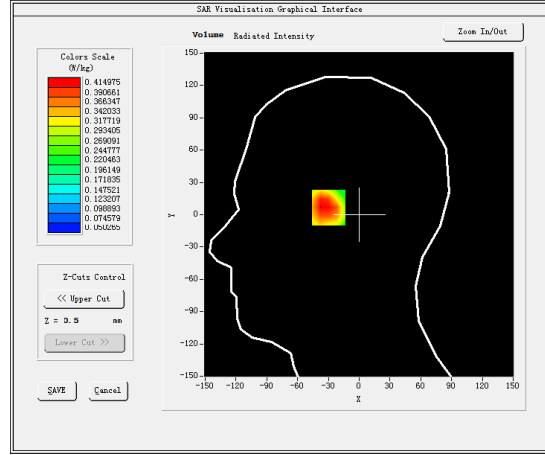 SAR Visualisation Graphical Interface
Volume Radiated Intensity
Zoom In/Out
Colors Scale
(W/kg)
0.414975
0.390661
0.366347
0.342033
0.317719
0.293405
0.269091
0.244777
0.220463
0.196149
0.171835
0.147521
0.123207
0.098893
0.074579
0.050265
Z-Cuts Control
<< Upper Cut
Z = 0.5 mm
Lower Cut >>
SAVE Cancel
150
120
90
60
30
0
-30
-60
-90
-120
-150
Y
-150 -120 -90 -60 -30 0 30 60 90 120 150
X